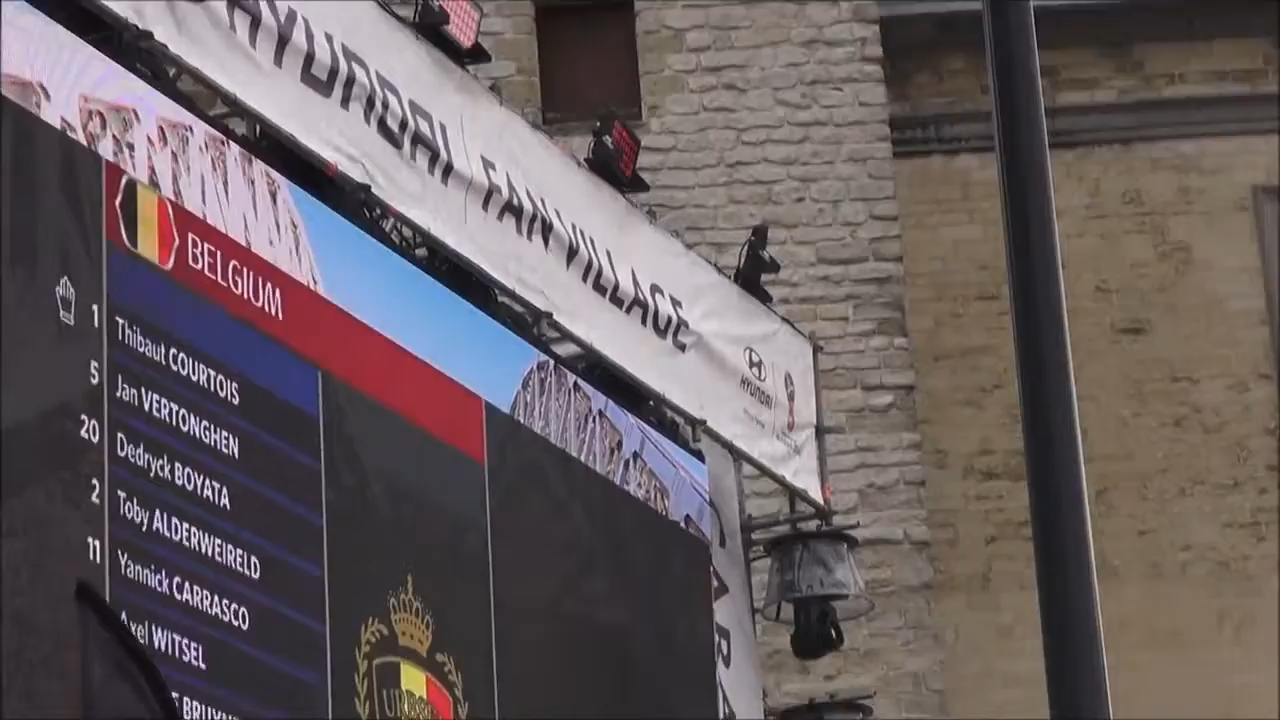 HYUNDAI | FAN VILLAGE
HYUNDAI
BELGIUM
1 Thibaut COURTOIS
5 Jan VERTONGHEN
20 Dedryck BOYATA
2 Toby ALDERWEIRELD
11 Yannick CARRASCO
Axel WITSEL
BRUYN